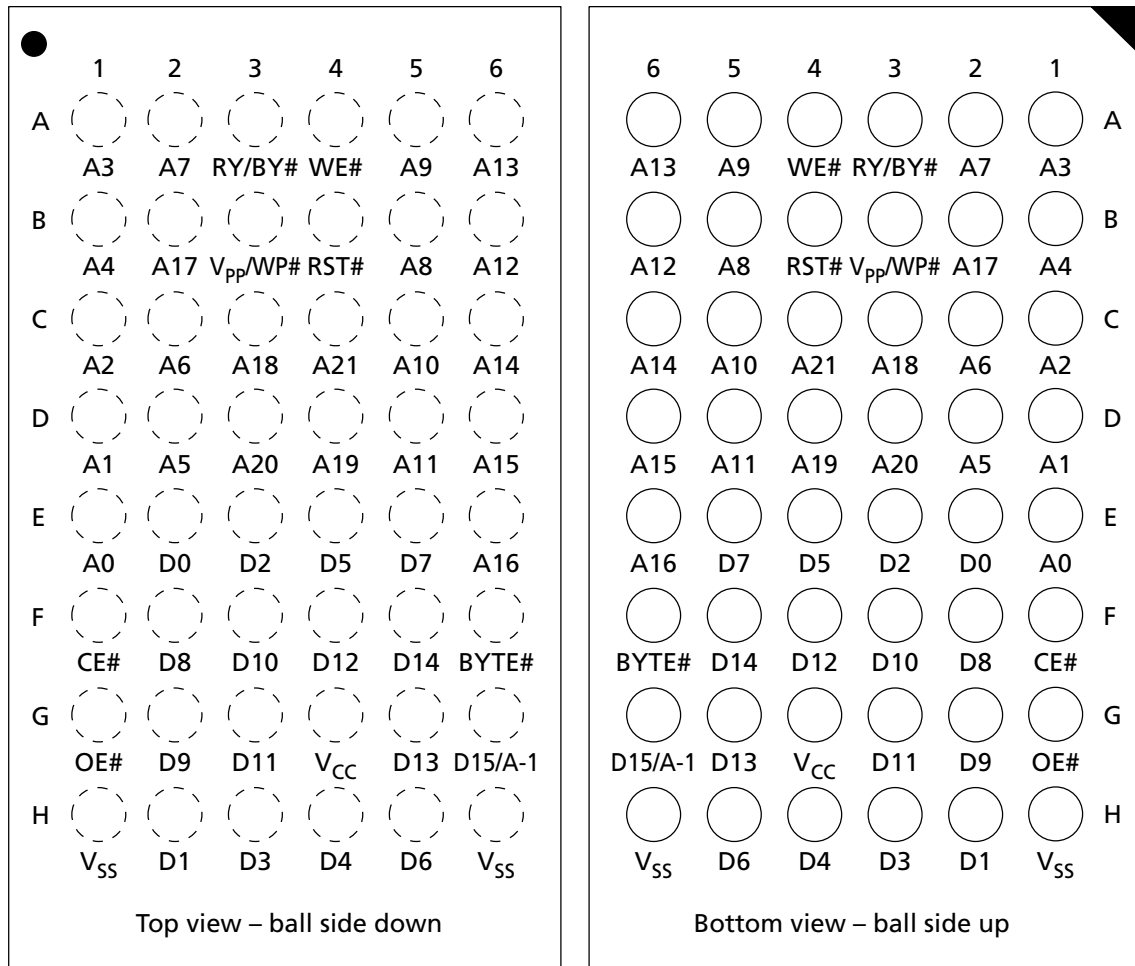 1 2 3 4 5 6
A
A3 A7 RY/BY# WE# A9 A13
B
A4 A17 VPP/WP# RST# A8 A12
C
A2 A6 A18 A21 A10 A14
D
A1 A5 A20 A19 A11 A15
E
A0 D0 D2 D5 D7 A16
F
CE# D8 D10 D12 D14 BYTE#
G
OE# D9 D11 VCC D13 D15/A-1
H
VSS D1 D3 D4 D6 VSS
Top view – ball side down
6 5 4 3 2 1
A
A13 A9 WE# RY/BY# A7 A3
B
A12 A8 RST# VPP/WP# A17 A4
C
A14 A10 A21 A18 A6 A2
D
A15 A11 A19 A20 A5 A1
E
A16 D7 D5 D2 D0 A0
F
BYTE# D14 D12 D10 D8 CE#
G
D15/A-1 D13 VCC D11 D9 OE#
H
VSS D6 D4 D3 D1 VSS
Bottom view – ball side up